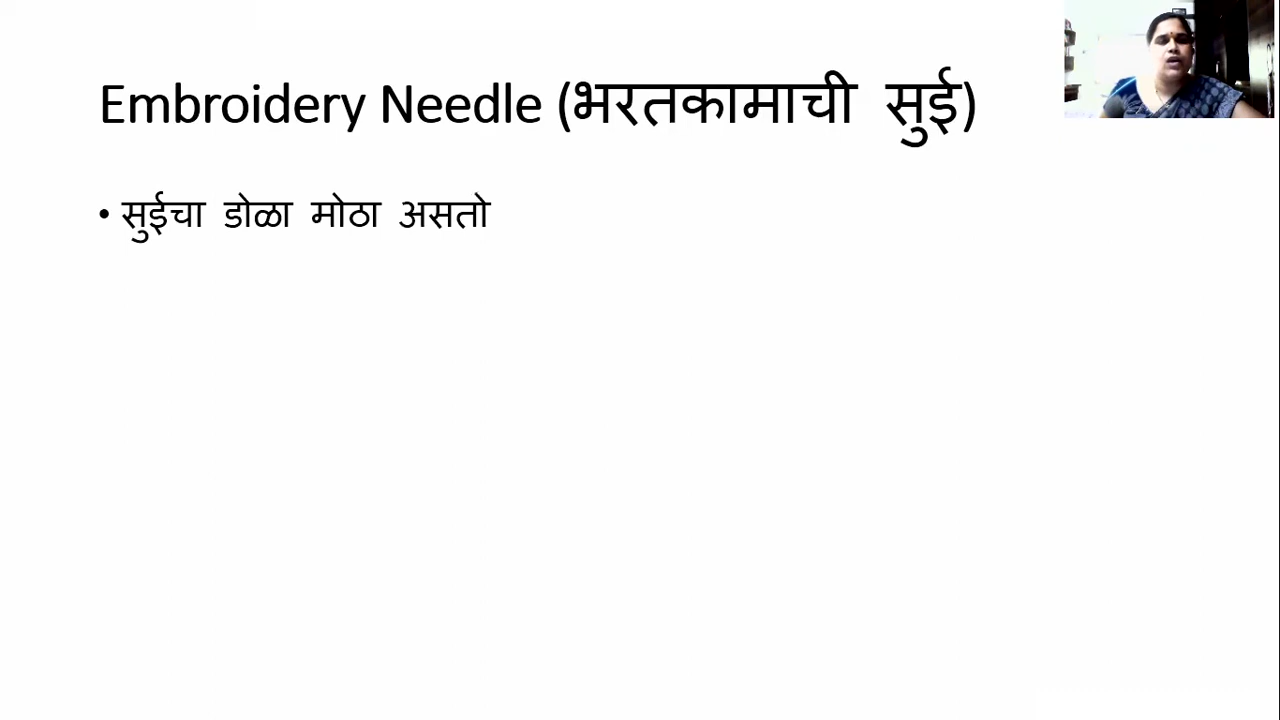 Embroidery Needle (भरतकामाची सुई)
• सुईचा डोळा मोठा असतो